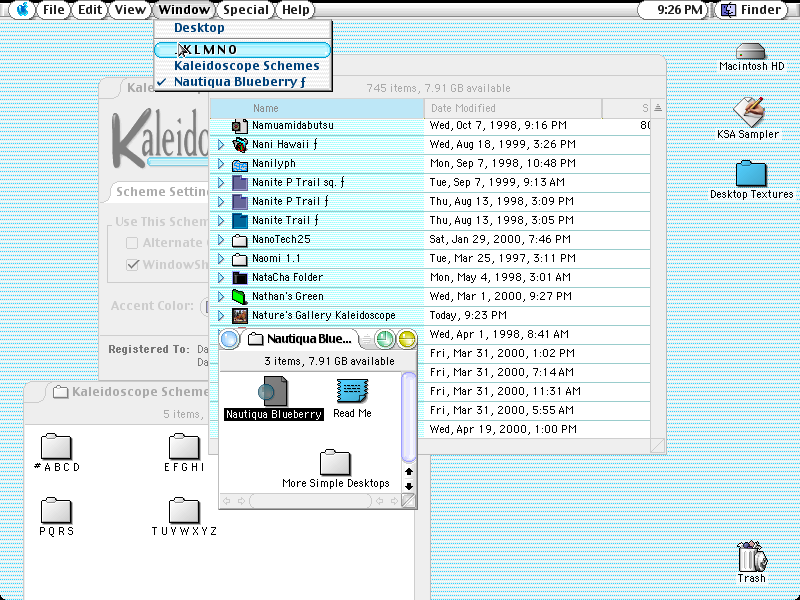 File Edit View Window Special Help 9:26 PM Finder
Desktop
KLMNO
Kaleidoscope Schemes
✓ Nautiqua Blueberry ƒ
Macintosh HD
KSA Sampler
Desktop Textures
Trash
745 items, 7.91 GB available
Name Date Modified S
Namuamidabutsu Wed, Oct 7, 1998, 9:16 PM 80
Nani Hawaii ƒ Wed, Aug 18, 1999, 3:26 PM
Nanilyph Mon, Sep 7, 1998, 10:48 PM
Nanite P Trail sq. ƒ Tue, Sep 7, 1999, 9:13 AM
Nanite P Trail ƒ Thu, Aug 13, 1998, 3:09 PM
Nanite Trail ƒ Thu, Aug 13, 1998, 3:05 PM
NanoTech25 Sat, Jan 29, 2000, 7:46 PM
Naomi 1.1 Tue, Mar 25, 1997, 3:11 PM
NataCha Folder Mon, May 4, 1998, 3:01 AM
Nathan's Green Wed, Mar 1, 2000, 9:27 PM
Nature's Gallery Kaleidoscope Today, 9:23 PM
Wed, Apr 1, 1998, 8:41 AM
Fri, Mar 31, 2000, 1:02 PM
Fri, Mar 31, 2000, 7:14 AM
Fri, Mar 31, 2000, 11:31 AM
Fri, Mar 31, 2000, 5:55 AM
Wed, Apr 19, 2000, 1:00 PM
Kale
Kaleido
Scheme Setting
Use This Schem
Alternate
WindowSh
Accent Color:
Registered To: Da
Da
Nautiqua Blue...
3 items, 7.91 GB available
Nautiqua Blueberry
Read Me
More Simple Desktops
Kaleidoscope Scheme
5 items,
#ABCD
EFGHI
PQRS
TUVWXYZ